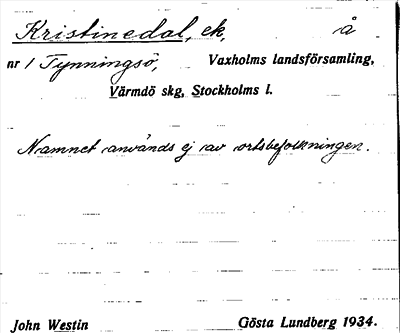 Kristinedal, ek, å
nr 1 Tynningsö, Vaxholms landsförsamling,
Värmdö skg, Stockholms l.
Namnet används ej av ortsbefolkningen.
John Westin Gösta Lundberg 1934.